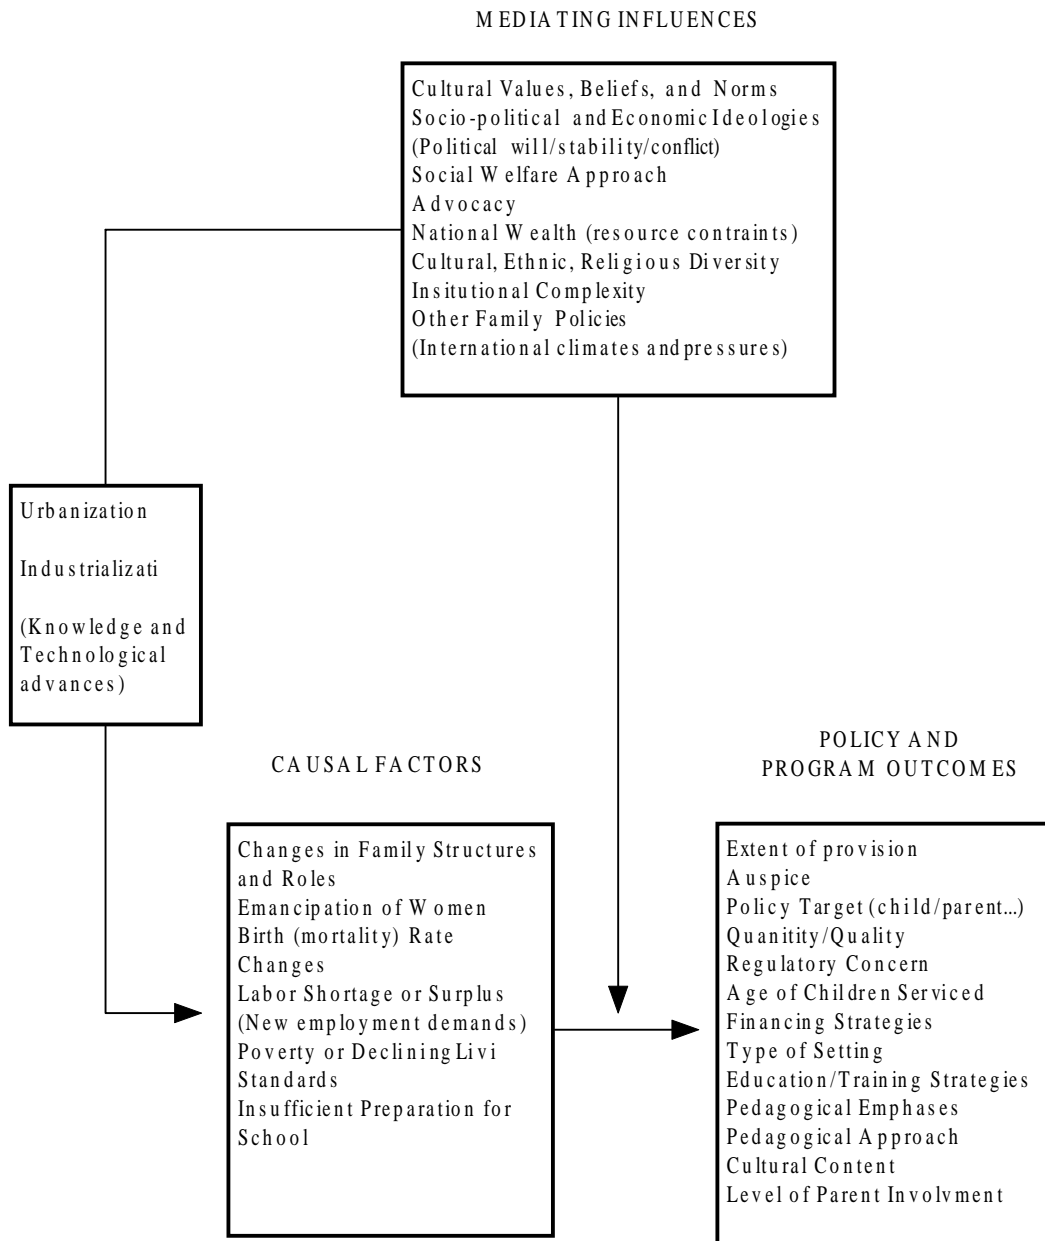 MEDIATING INFLUENCES
Cultural Values, Beliefs, and Norms
Socio-political and Economic Ideologies
(Political will/stability/conflict)
Social Welfare Approach
Advocacy
National Wealth (resource contraints)
Cultural, Ethnic, Religious Diversity
Insitutional Complexity
Other Family Policies
(International climates and pressures)
Urbanization
Industrializati
(Knowledge and
Technological
advances)
CAUSAL FACTORS
Changes in Family Structures
and Roles
Emancipation of Women
Birth (mortality) Rate
Changes
Labor Shortage or Surplus
(New employment demands)
Poverty or Declining Livi
Standards
Insufficient Preparation for
School
POLICY AND
PROGRAM OUTCOMES
Extent of provision
Auspice
Policy Target (child/parent...)
Quanitity/Quality
Regulatory Concern
Age of Children Serviced
Financing Strategies
Type of Setting
Education/Training Strategies
Pedagogical Emphases
Pedagogical Approach
Cultural Content
Level of Parent Involvment